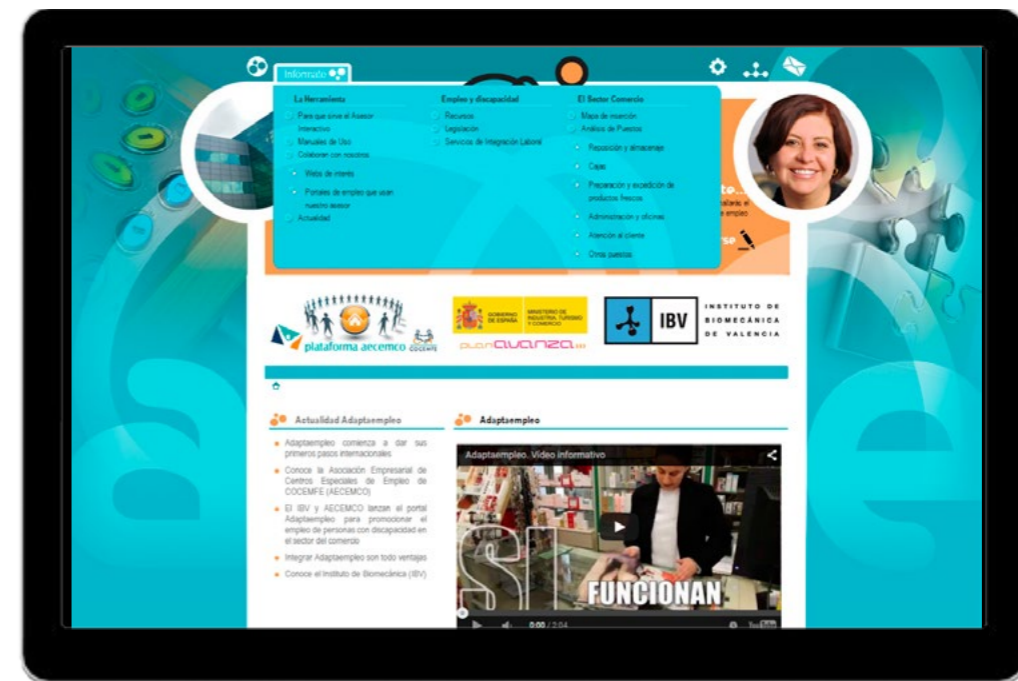 Infórmate
La Herramienta
Para que sirve el Asesor
Interactivo
Manuales de Uso
Colaboran con nosotros
Webs de interés
Portales de empleo que usan
nuestro asesor
Actualidad
Empleo y discapacidad
Recursos
Legislación
Servicios de Integración Laboral
El Sector Comercio
Mapa de inserción
Análisis de Puestos
Reposición y almacenaje
Cajas
Preparación y expedición de
productos frescos
Administración y oficinas
Atención al cliente
Otros puestos
plataforma aecemco
COCEMFE
GOBIERNO
DE ESPAÑA
MINISTERIO DE
INDUSTRIA, TURISMO
Y COMERCIO
PLAN avanza
IBV
INSTITUTO DE
BIOMECÁNICA
DE VALENCIA
Actualidad Adaptaempleo
Adaptaempleo comienza a dar sus
primeros pasos internacionales
Conoce la Asociación Empresarial de
Centros Especiales de Empleo de
COCEMFE (AECEMCO)
El IBV y AECEMCO lanzan el portal
Adaptaempleo para promocionar el
empleo de personas con discapacidad en
el sector del comercio
Integrar Adaptaempleo son todo ventajas
Conoce el Instituto de Biomecánica (IBV)
Adaptaempleo
Adaptaempleo. Vídeo informativo
SI
FUNCIONAN
0:00 / 2:04
YouTube